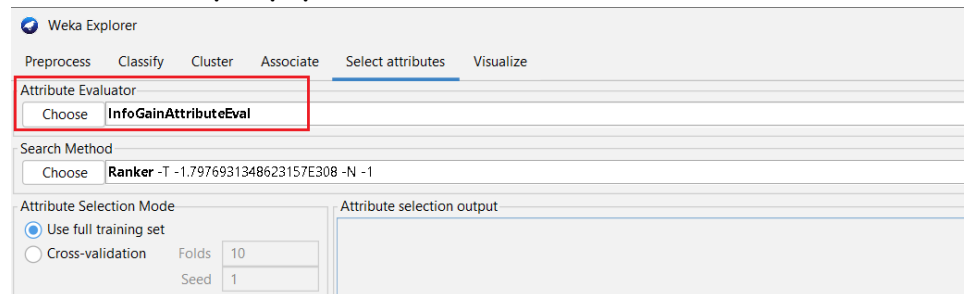 Weka Explorer
Preprocess Classify Cluster Associate Select attributes Visualize
Attribute Evaluator
Choose InfoGainAttributeEval
Search Method
Choose Ranker -T -1.7976931348623157E308 -N -1
Attribute Selection Mode
Use full training set
Cross-validation Folds 10
Seed 1
Attribute selection output